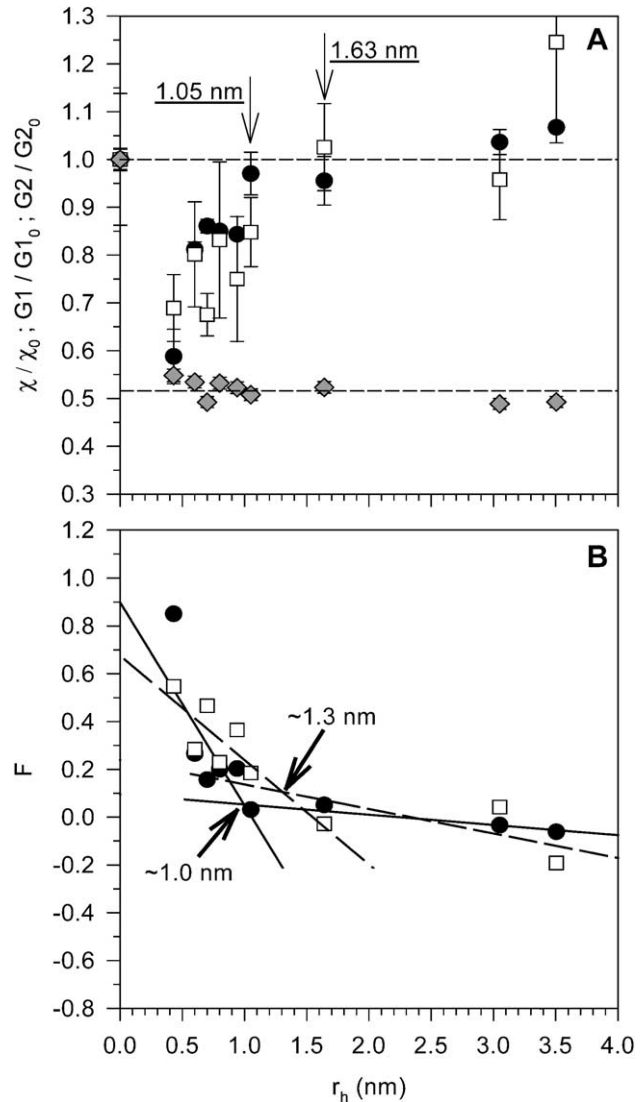 A
1.3
1.2
1.1
1.0
0.9
0.8
0.7
0.6
0.5
0.4
0.3
χ / χ₀ ; G1 / G1₀ ; G2 / G2₀
1.05 nm
1.63 nm
B
1.2
1.0
0.8
0.6
0.4
0.2
0.0
-0.2
-0.4
-0.6
-0.8
F
~1.3 nm
~1.0 nm
0.0 0.5 1.0 1.5 2.0 2.5 3.0 3.5 4.0
rₕ (nm)